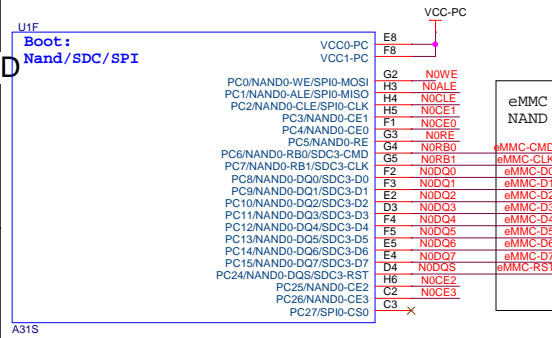 VCC-PC
U1F
Boot:
Nand/SDC/SPI
D
VCC0-PC E8
VCC1-PC F8
PC0/NAND0-WE/SPI0-MOSI G2 N0WE
PC1/NAND0-ALE/SPI0-MISO H3 N0ALE
PC2/NAND0-CLE/SPI0-CLK H4 N0CLE
PC3/NAND0-CE1 H5 N0CE1
PC4/NAND0-CE0 F1 N0CE0
PC5/NAND0-RE G3 N0RE
PC6/NAND0-RB0/SDC3-CMD G4 N0RB0 eMMC-CMD
PC7/NAND0-RB1/SDC3-CLK G5 N0RB1 eMMC-CLK
PC8/NAND0-DQ0/SDC3-D0 F2 N0DQ0 eMMC-D0
PC9/NAND0-DQ1/SDC3-D1 F3 N0DQ1 eMMC-D1
PC10/NAND0-DQ2/SDC3-D2 E2 N0DQ2 eMMC-D2
PC11/NAND0-DQ3/SDC3-D3 D3 N0DQ3 eMMC-D3
PC12/NAND0-DQ4/SDC3-D4 F4 N0DQ4 eMMC-D4
PC13/NAND0-DQ5/SDC3-D5 F5 N0DQ5 eMMC-D5
PC14/NAND0-DQ6/SDC3-D6 E5 N0DQ6 eMMC-D6
PC15/NAND0-DQ7/SDC3-D7 E4 N0DQ7 eMMC-D7
PC24/NAND0-DQS/SDC3-RST D4 N0DQS eMMC-RST
PC25/NAND0-CE2 H6 N0CE2
PC26/NAND0-CE3 C2 N0CE3
PC27/SPI0-CS0 C3
eMMC
NAND
A31S